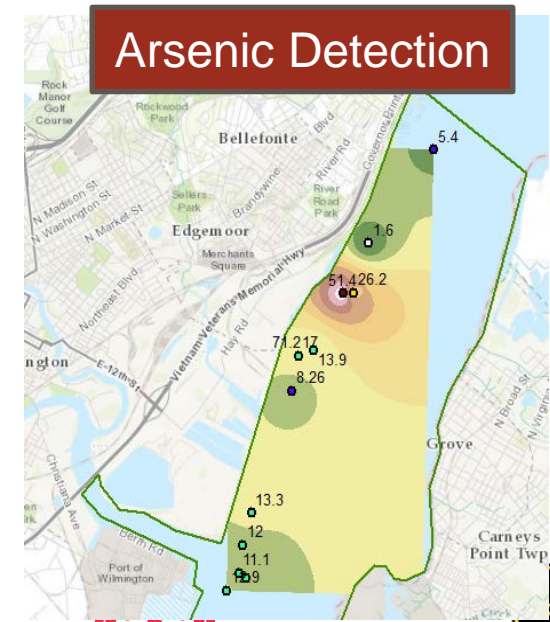 Arsenic Detection
Rock
Manor
Golf
Course
Rockwood
Park
Bellefonte
Blvd
River Rd
Governor Printz
5.4
N Madison St
N Washington St
N Market St
Sellers
Park
Brandywine
River
Road
Park
1.6
Edgemoor
Merchants
Square
51.4
26.2
Northeast Blvd
Vietnam Veterans Memorial Hwy
Hay Rd
71.2
17
13.9
ngton
E 12th St
8.26
N Broad St
N Virginia
Grove
Christiana Ave
13.3
12
11.1
Port of
Wilmington
Carneys
Point Twp
Creek